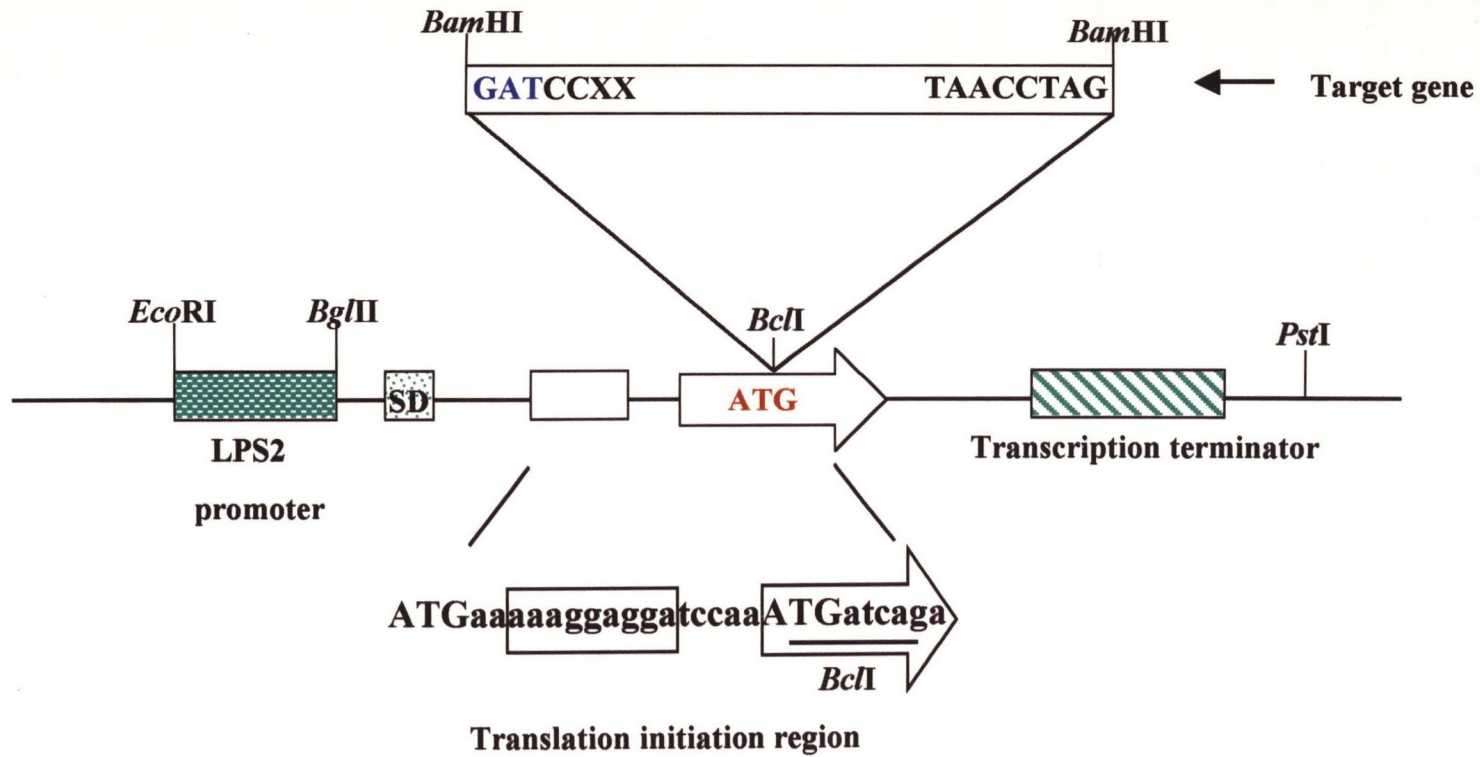 BamHI
BamHI
GATCCXX
TAACCTAG
Target gene
EcoRI
BglII
BclI
PstI
SD
ATG
LPS2
promoter
Transcription terminator
ATGaaaaaggaggatccaaATGatcaga
BclI
Translation initiation region